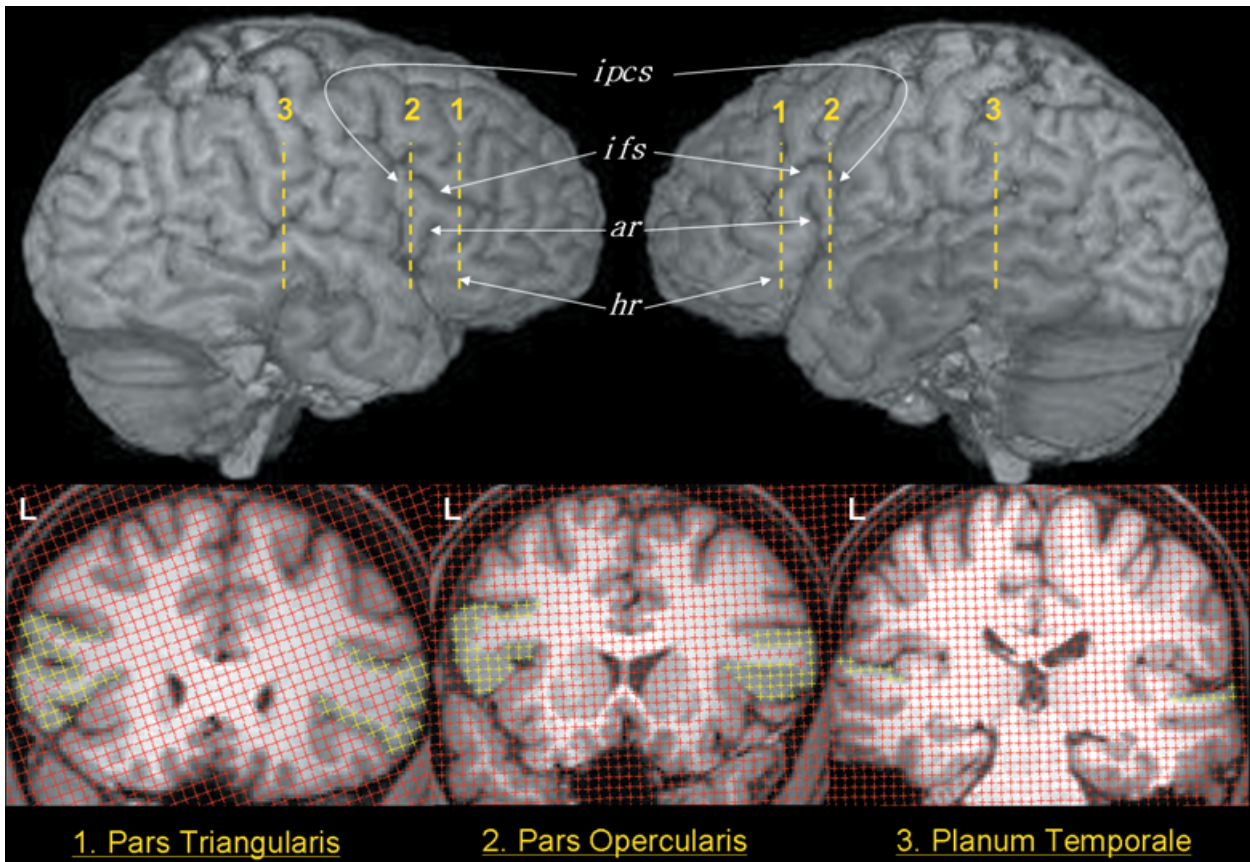 ipcs
3 2 1
1 2 3
ifs
ar
hr
L
L
L
1. Pars Triangularis
2. Pars Opercularis
3. Planum Temporale